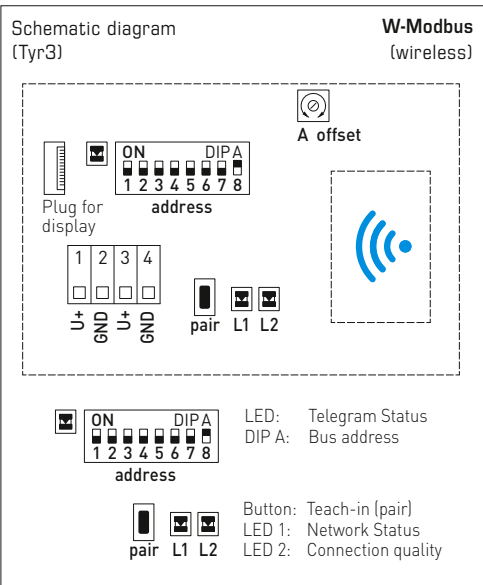 Schematic diagram
(Tyr3)
W-Modbus
(wireless)
A offset
ON DIP A
1 2 3 4 5 6 7 8
address
Plug for
display
1 2 3 4
U+ GND U+ GND
pair L1 L2
ON DIP A
1 2 3 4 5 6 7 8
address
LED: Telegram Status
DIP A: Bus address
pair L1 L2
Button: Teach-in (pair)
LED 1: Network Status
LED 2: Connection quality